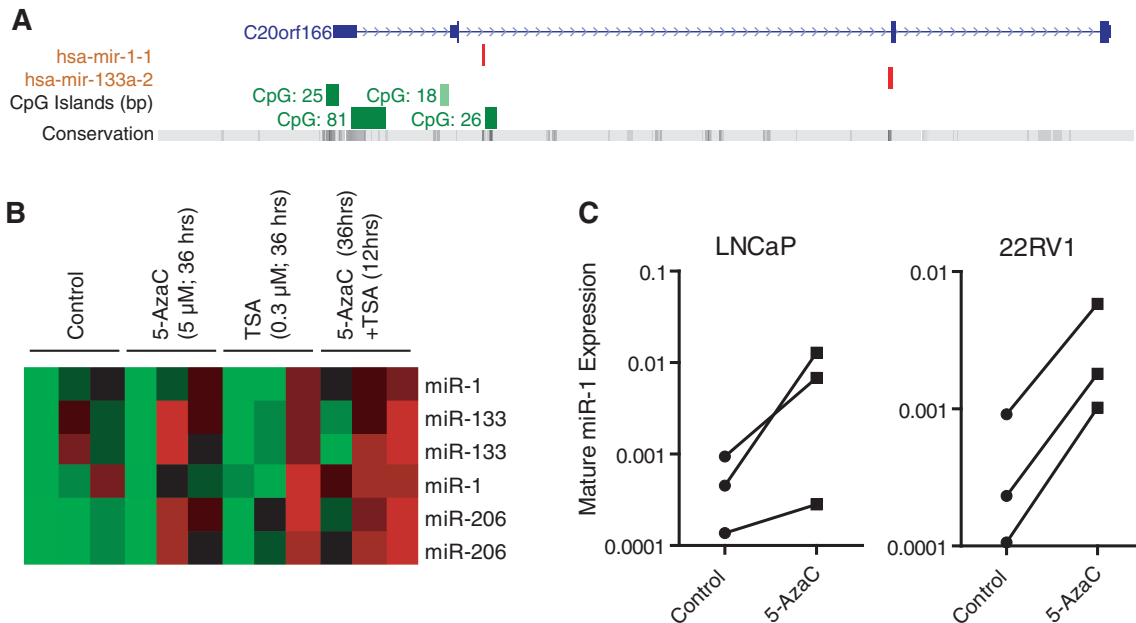 A
C20orf166
hsa-mir-1-1
hsa-mir-133a-2
CpG Islands (bp)
CpG: 25
CpG: 18
CpG: 81
CpG: 26
Conservation
B
Control
5-AzaC
(5 µM; 36 hrs)
TSA
(0.3 µM; 36 hrs)
5-AzaC (36hrs)
+TSA (12hrs)
miR-1
miR-133
miR-133
miR-1
miR-206
miR-206
C
LNCaP
Mature miR-1 Expression
0.1
0.01
0.001
0.0001
Control
5-AzaC
22RV1
0.01
0.001
0.0001
Control
5-AzaC